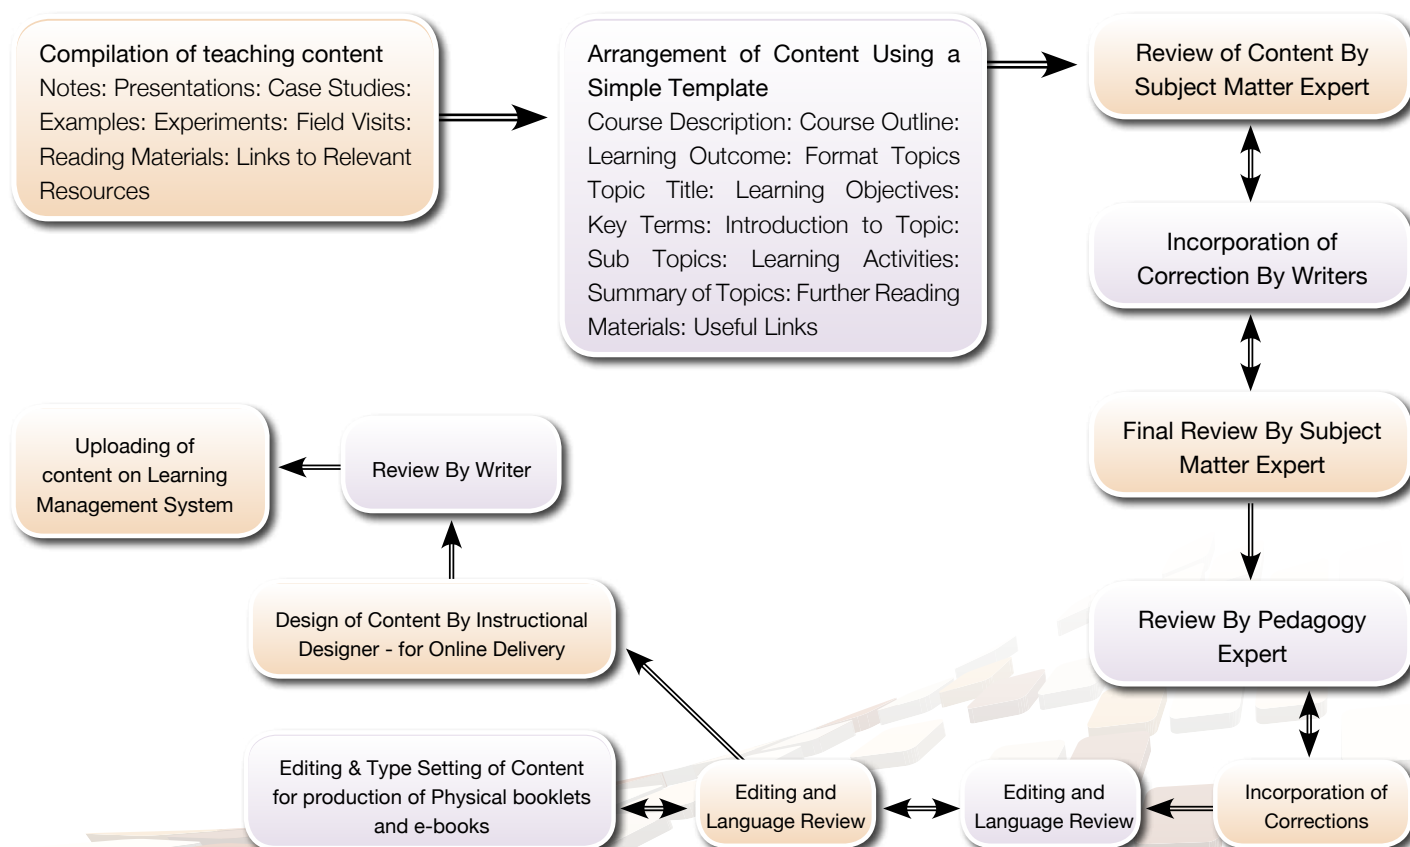 Compilation of teaching content
Notes: Presentations: Case Studies:
Examples: Experiments: Field Visits:
Reading Materials: Links to Relevant
Resources
Arrangement of Content Using a
Simple Template
Course Description: Course Outline:
Learning Outcome: Format Topics
Topic Title: Learning Objectives:
Key Terms: Introduction to Topic:
Sub Topics: Learning Activities:
Summary of Topics: Further Reading
Materials: Useful Links
Review of Content By
Subject Matter Expert
Incorporation of
Correction By Writers
Final Review By Subject
Matter Expert
Review By Pedagogy
Expert
Incorporation of
Corrections
Editing and
Language Review
Editing and
Language Review
Editing & Type Setting of Content
for production of Physical booklets
and e-books
Design of Content By Instructional
Designer - for Online Delivery
Review By Writer
Uploading of
content on Learning
Management System